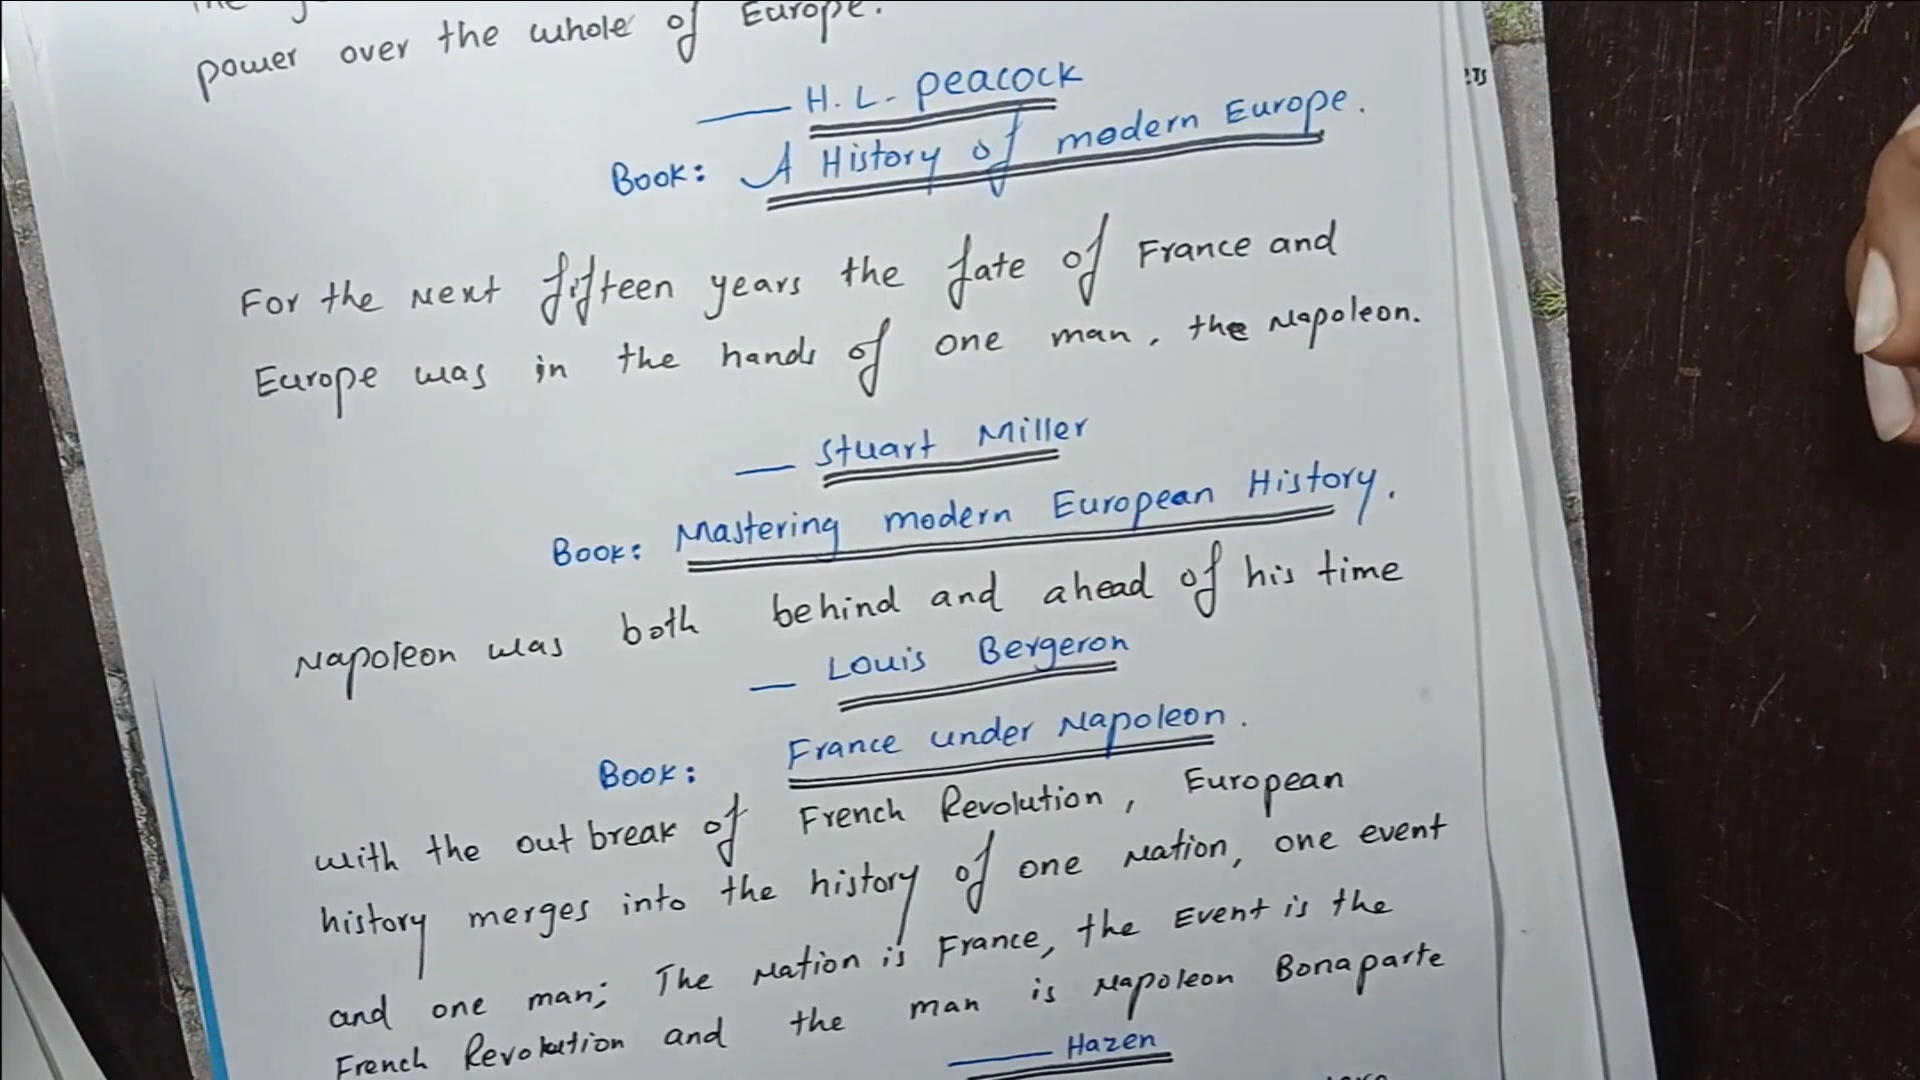 power over the whole of Europe.
— H. L. Peacock
Book: A History of modern Europe.
For the Next fifteen years the fate of France and
Europe was in the hands of one man, the Napoleon.
— Stuart Miller
Book: Mastering modern European History.
Napoleon was both behind and ahead of his time
— Louis Bergeron
Book: France under Napoleon.
with the out break of French Revolution, European
history merges into the history of one Nation, one event
and one man; The Nation is France, the Event is the
French Revolution and the man is Napoleon Bonaparte
— Hazen